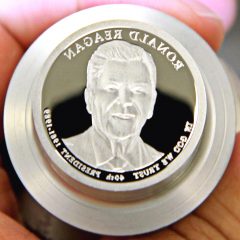 RONALD REAGAN
IN GOD WE TRUST
40th PRESIDENT 1981-1989